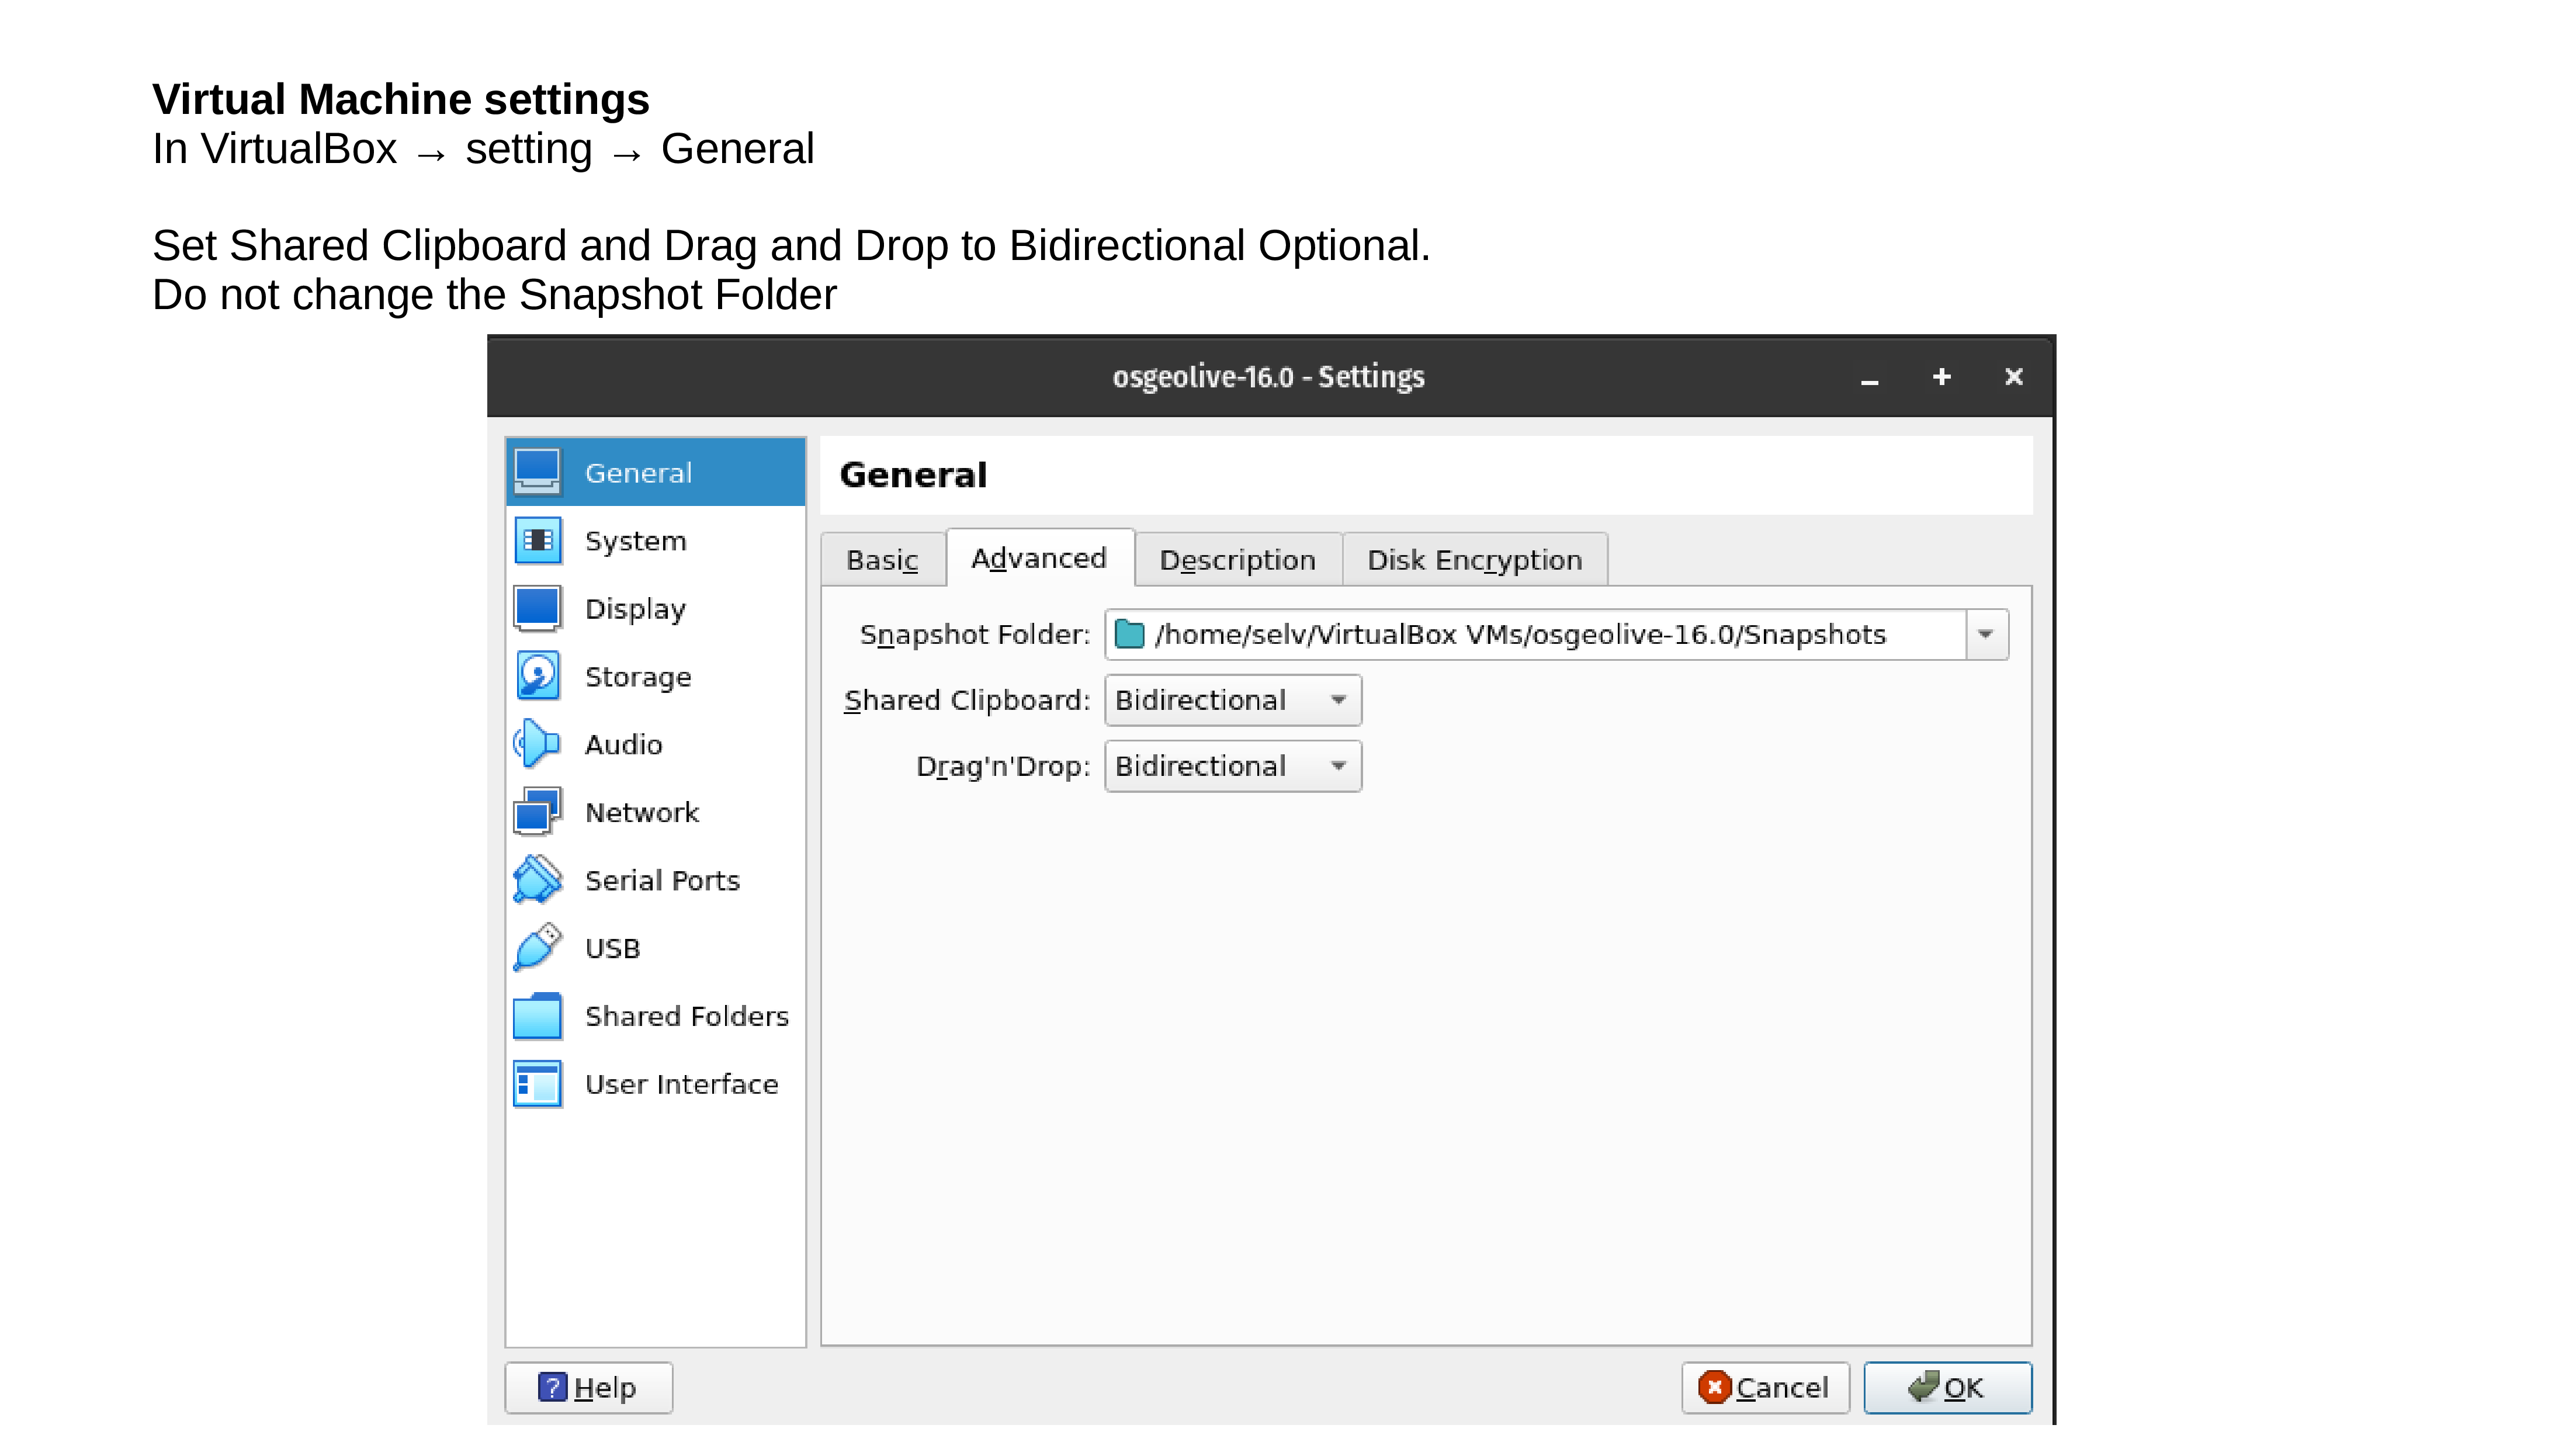 Virtual Machine settings
In VirtualBox → setting → General
Set Shared Clipboard and Drag and Drop to Bidirectional Optional.
Do not change the Snapshot Folder
osgeolive-16.0 - Settings
General
System
Display
Storage
Audio
Network
Serial Ports
USB
Shared Folders
User Interface
General
Basic Advanced Description Disk Encryption
Snapshot Folder: /home/selv/VirtualBox VMs/osgeolive-16.0/Snapshots
Shared Clipboard: Bidirectional
Drag'n'Drop: Bidirectional
Help Cancel OK